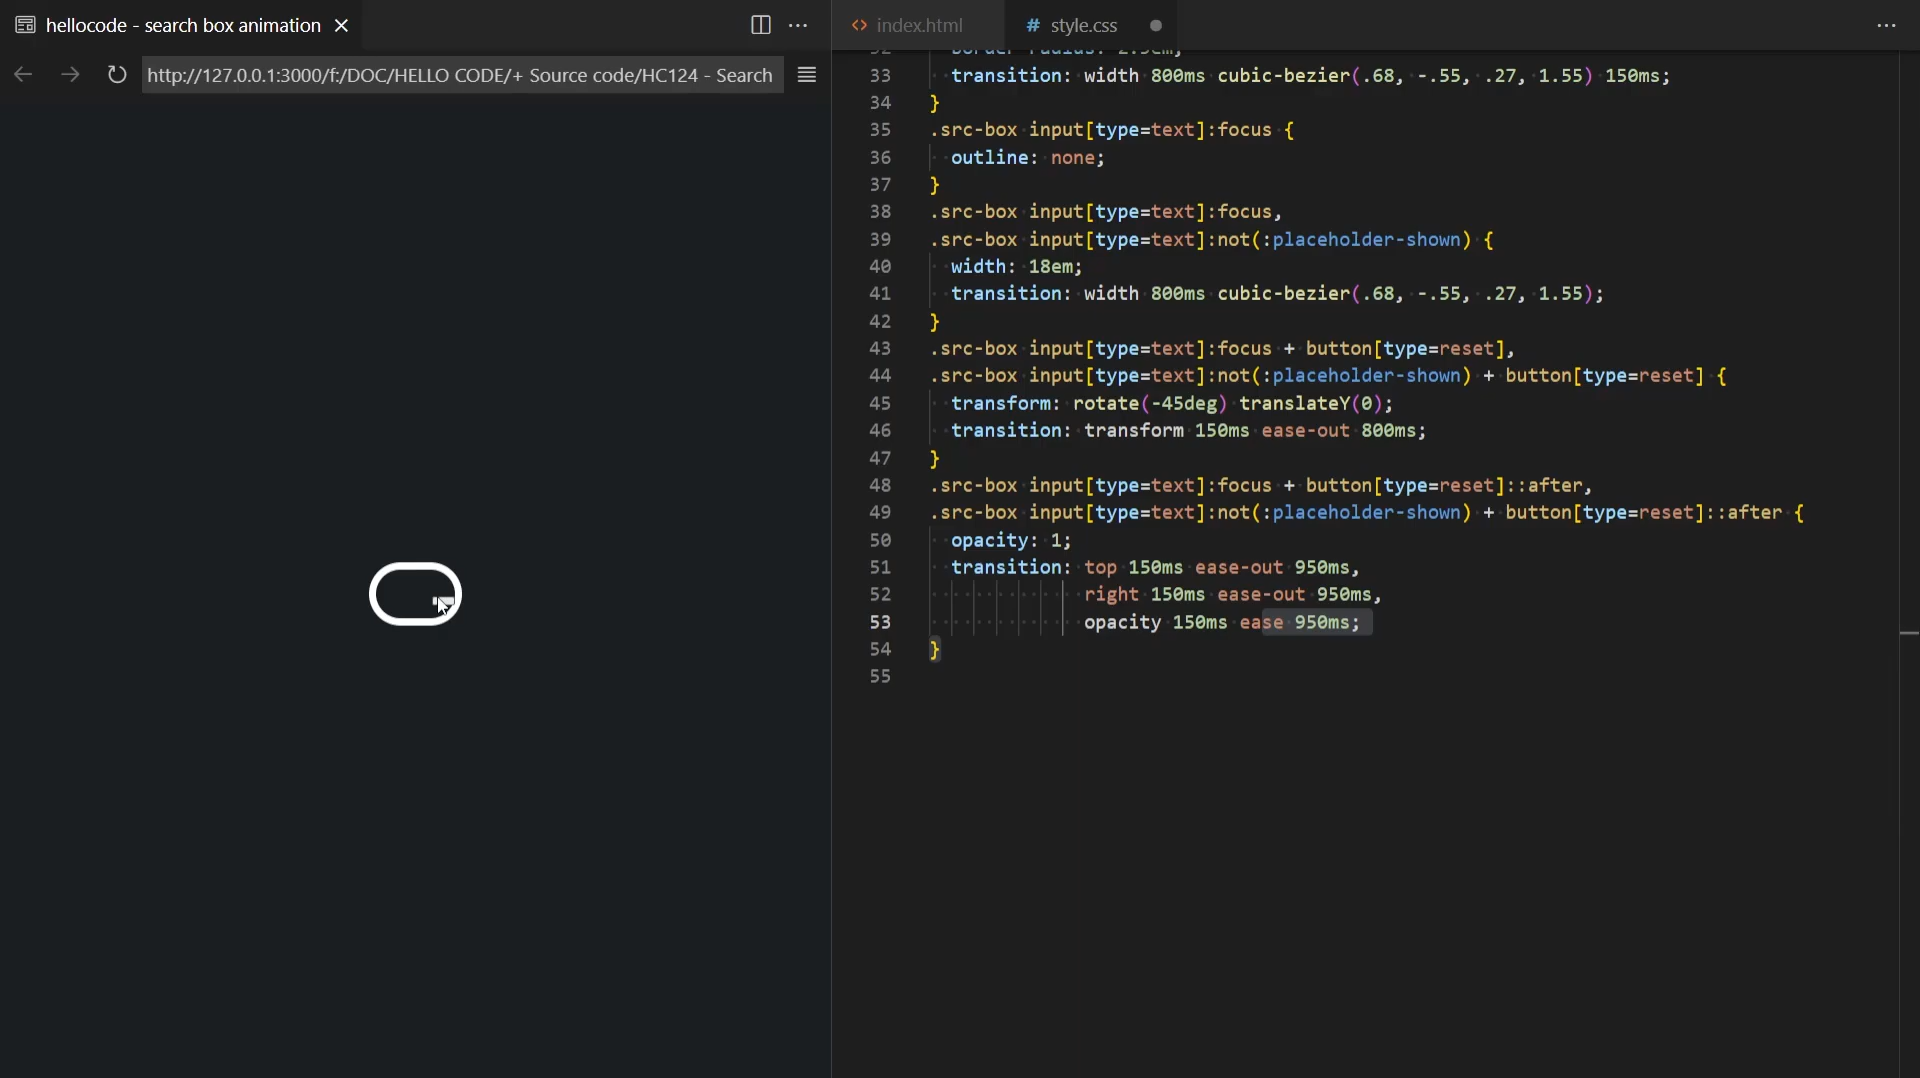 hellocode - search box animation
http://127.0.0.1:3000/f:/DOC/HELLO CODE/+ Source code/HC124 - Search
index.html
# style.css
33 transition: width 800ms cubic-bezier(.68, -.55, .27, 1.55) 150ms;
34 }
35 .src-box input[type=text]:focus {
36 outline: none;
37 }
38 .src-box input[type=text]:focus,
39 .src-box input[type=text]:not(:placeholder-shown) {
40 width: 18em;
41 transition: width 800ms cubic-bezier(.68, -.55, .27, 1.55);
42 }
43 .src-box input[type=text]:focus + button[type=reset],
44 .src-box input[type=text]:not(:placeholder-shown) + button[type=reset] {
45 transform: rotate(-45deg) translateY(0);
46 transition: transform 150ms ease-out 800ms;
47 }
48 .src-box input[type=text]:focus + button[type=reset]::after,
49 .src-box input[type=text]:not(:placeholder-shown) + button[type=reset]::after {
50 opacity: 1;
51 transition: top 150ms ease-out 950ms,
52 right 150ms ease-out 950ms,
53 opacity 150ms ease 950ms;
54 }
55